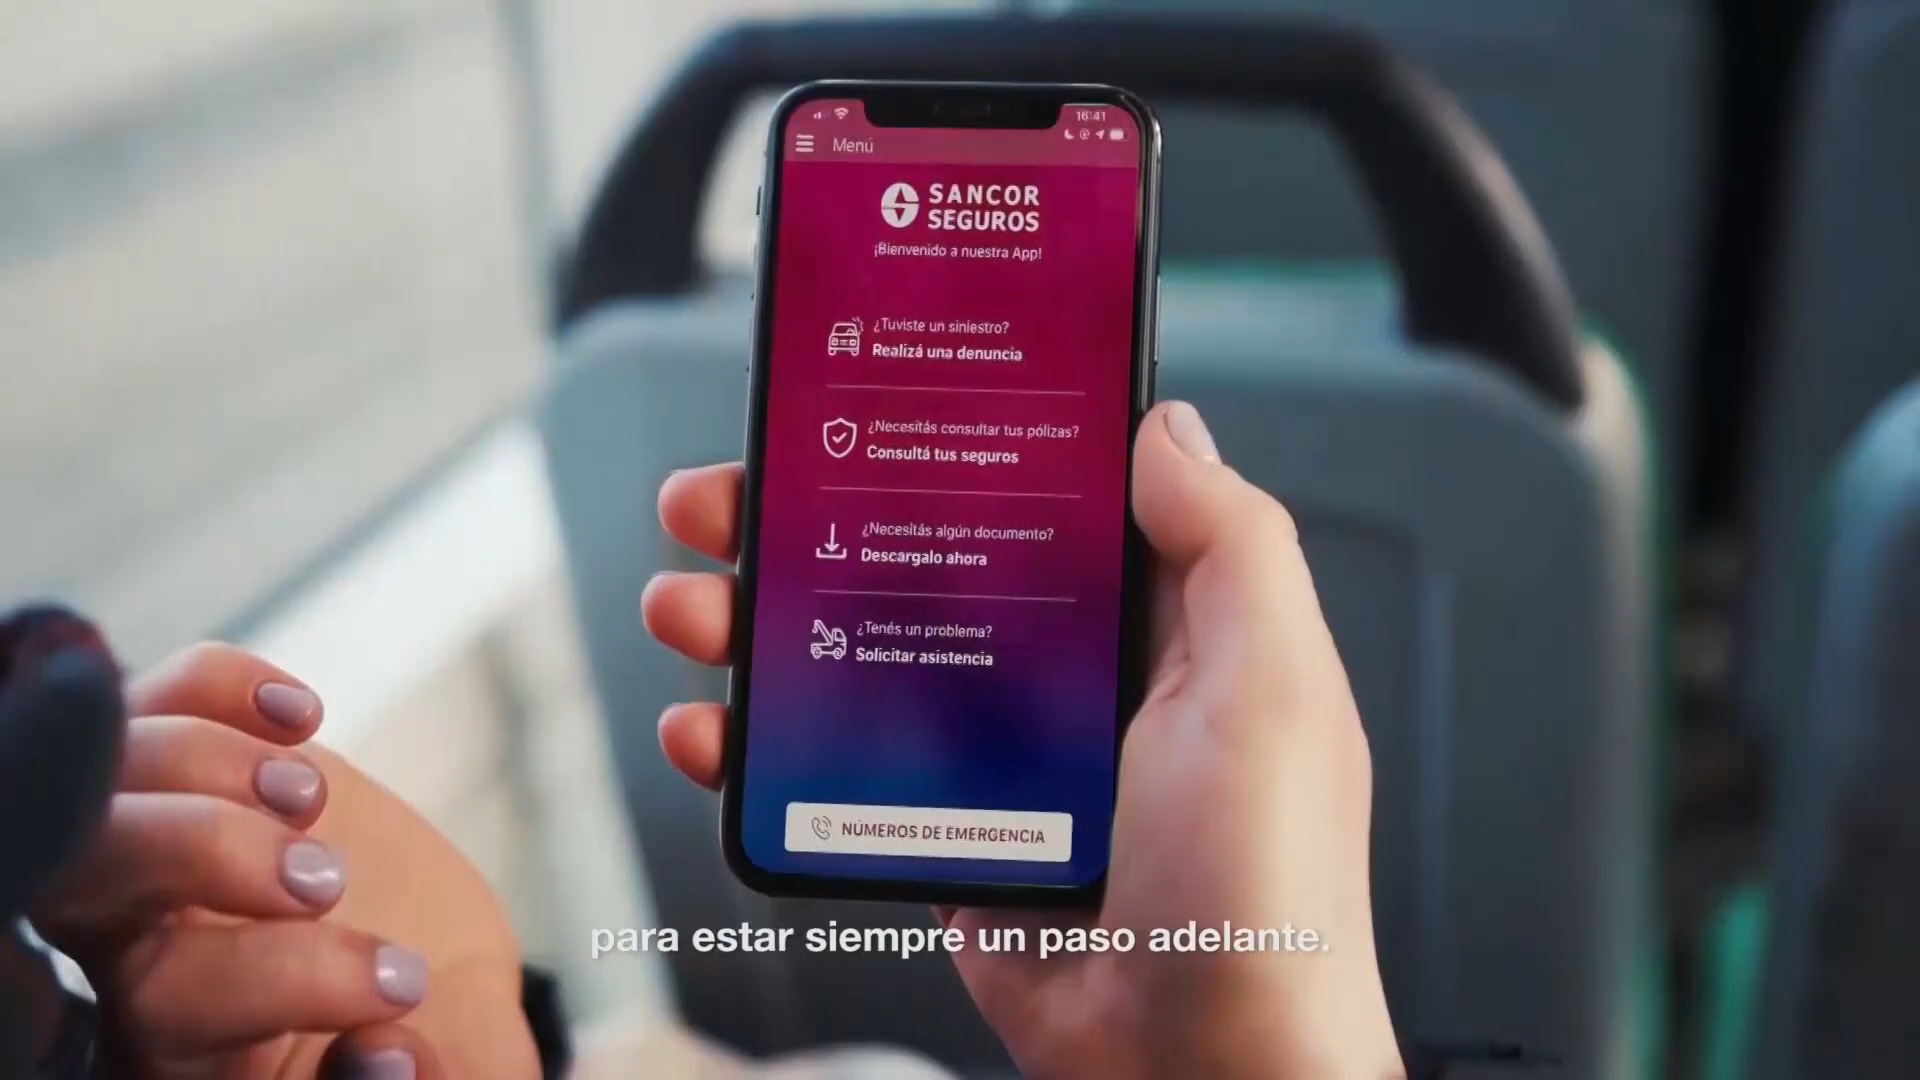 16:41
Menú
SANCOR
SEGUROS
¡Bienvenido a nuestra App!
¿Tuviste un siniestro?
Realizá una denuncia
¿Necesitás consultar tus pólizas?
Consultá tus seguros
¿Necesitás algún documento?
Descargalo ahora
¿Tenés un problema?
Solicitar asistencia
NÚMEROS DE EMERGENCIA
para estar siempre un paso adelante.